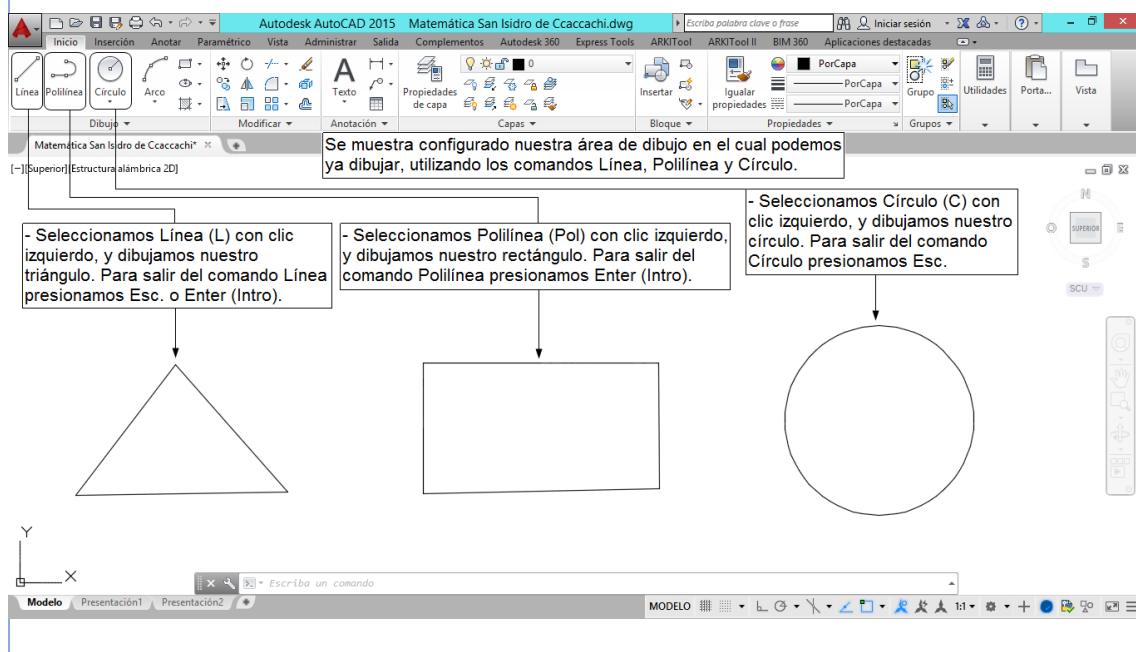 Autodesk AutoCAD 2015 Matemática San Isidro de Ccaccachi.dwg Escriba palabra clave o frase Iniciar sesión
Inicio Inserción Anotar Paramétrico Vista Administrar Salida Complementos Autodesk 360 Express Tools ARKITool ARKITool II BIM 360 Aplicaciones destacadas
0 PorCapa
Línea Polilínea Círculo Arco Texto Propiedades de capa Insertar Igualar propiedades PorCapa Grupo Utilidades Porta... Vista
PorCapa
Dibujo Modificar Anotación Capas Bloque Propiedades Grupos
Matemática San Isidro de Ccaccachi*
Se muestra configurado nuestra área de dibujo en el cual podemos
ya dibujar, utilizando los comandos Línea, Polilínea y Círculo.
[−][Superior][Estructura alámbrica 2D]
- Seleccionamos Línea (L) con clic
izquierdo, y dibujamos nuestro
triángulo. Para salir del comando Línea
presionamos Esc. o Enter (Intro).
- Seleccionamos Polilínea (Pol) con clic izquierdo,
y dibujamos nuestro rectángulo. Para salir del
comando Polilínea presionamos Enter (Intro).
- Seleccionamos Círculo (C) con
clic izquierdo, y dibujamos nuestro
círculo. Para salir del comando
Círculo presionamos Esc.
N
SUPERIOR
E
O
S
SCU
Y
X
Escriba un comando
Modelo Presentación1 Presentación2
MODELO 1:1